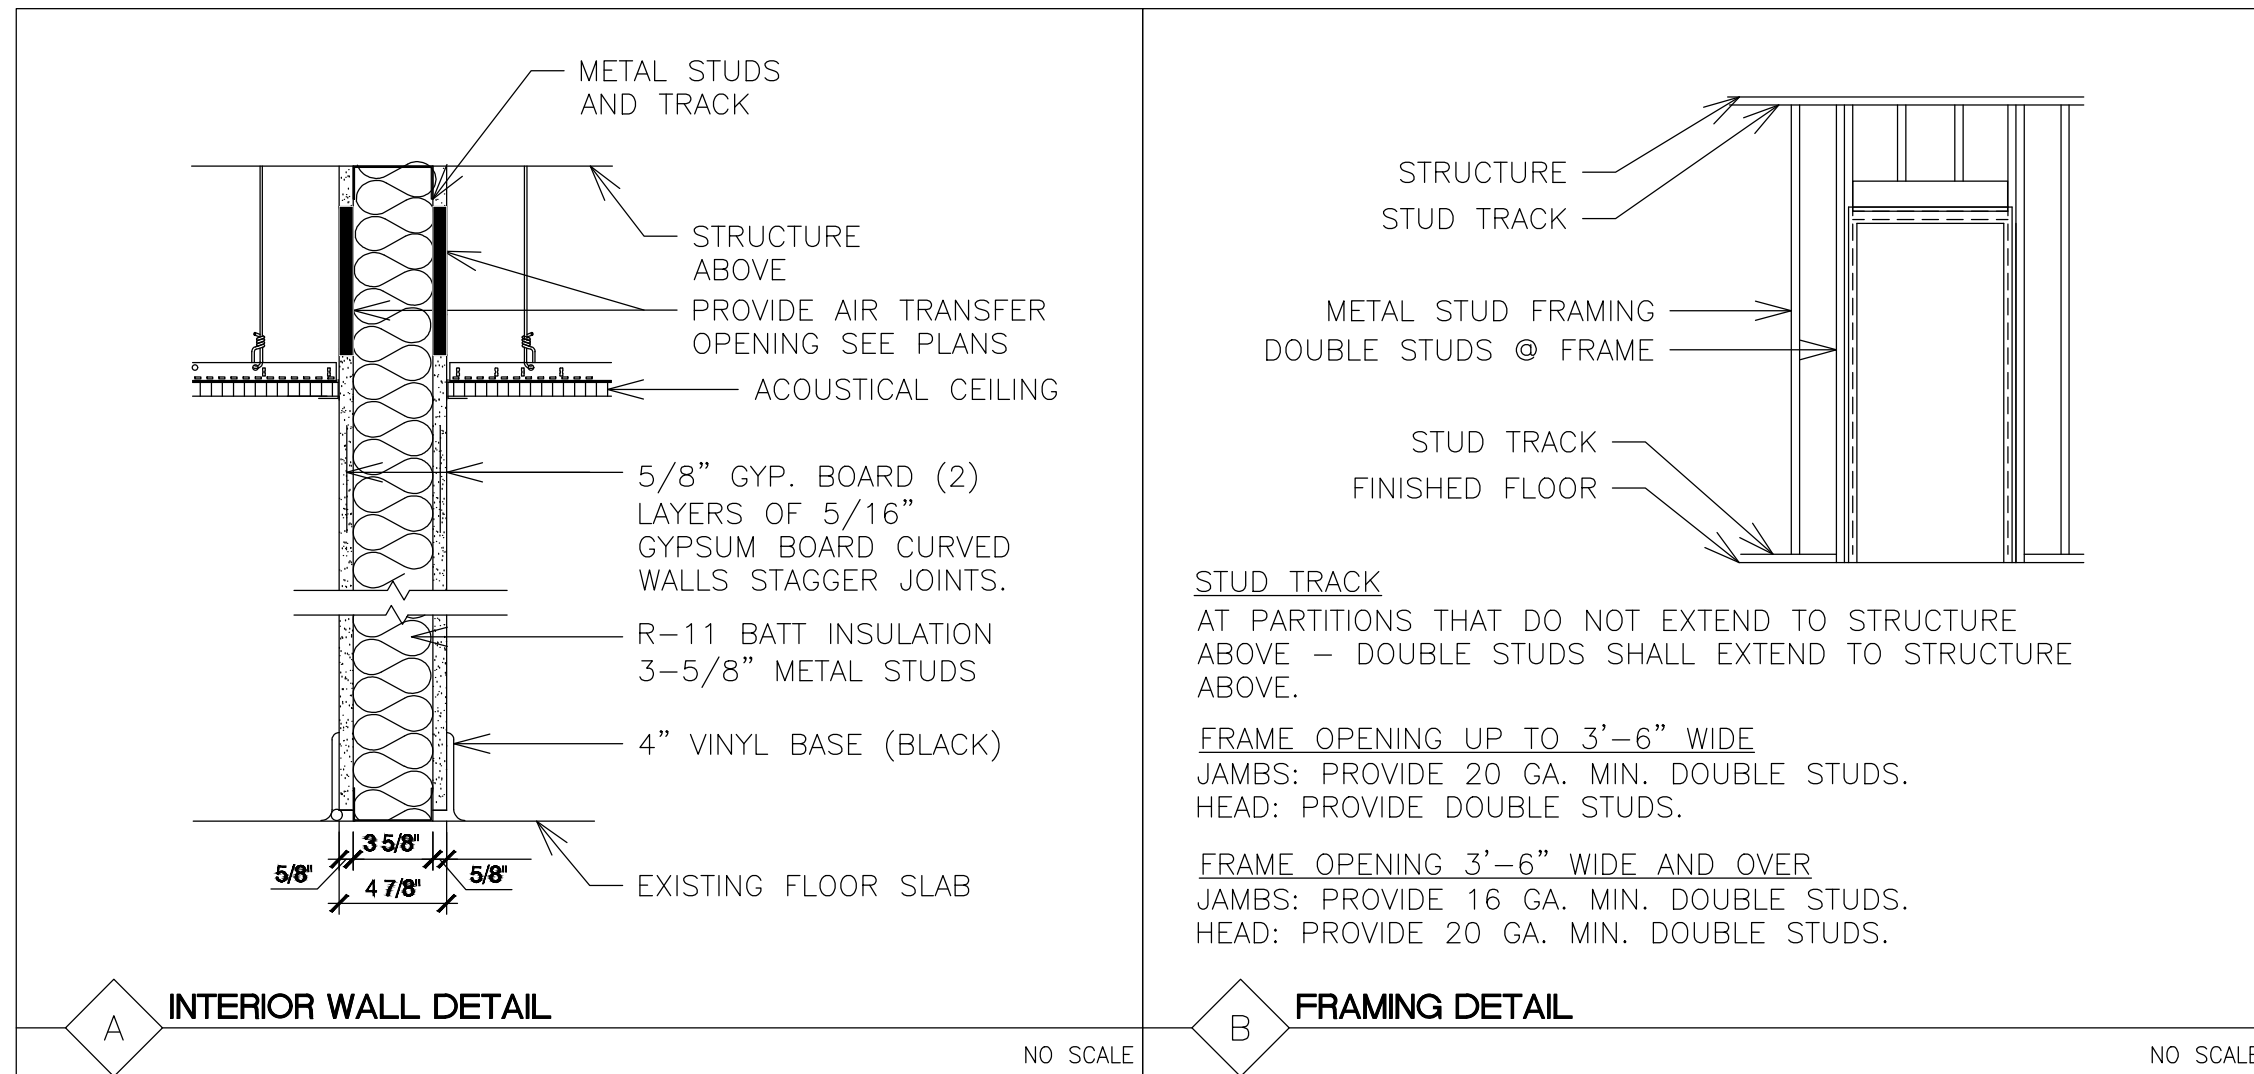 METAL STUDS
AND TRACK
STRUCTURE
ABOVE
PROVIDE AIR TRANSFER
OPENING SEE PLANS
ACOUSTICAL CEILING
5/8" GYP. BOARD (2)
LAYERS OF 5/16"
GYPSUM BOARD CURVED
WALLS STAGGER JOINTS.
R-11 BATT INSULATION
3-5/8" METAL STUDS
4" VINYL BASE (BLACK)
3 5/8"
5/8"
5/8"
4 7/8"
EXISTING FLOOR SLAB
A
INTERIOR WALL DETAIL
NO SCALE
STRUCTURE
STUD TRACK
METAL STUD FRAMING
DOUBLE STUDS @ FRAME
STUD TRACK
FINISHED FLOOR
STUD TRACK
AT PARTITIONS THAT DO NOT EXTEND TO STRUCTURE
ABOVE – DOUBLE STUDS SHALL EXTEND TO STRUCTURE
ABOVE.
FRAME OPENING UP TO 3'-6" WIDE
JAMBS: PROVIDE 20 GA. MIN. DOUBLE STUDS.
HEAD: PROVIDE DOUBLE STUDS.
FRAME OPENING 3'-6" WIDE AND OVER
JAMBS: PROVIDE 16 GA. MIN. DOUBLE STUDS.
HEAD: PROVIDE 20 GA. MIN. DOUBLE STUDS.
B
FRAMING DETAIL
NO SCALE